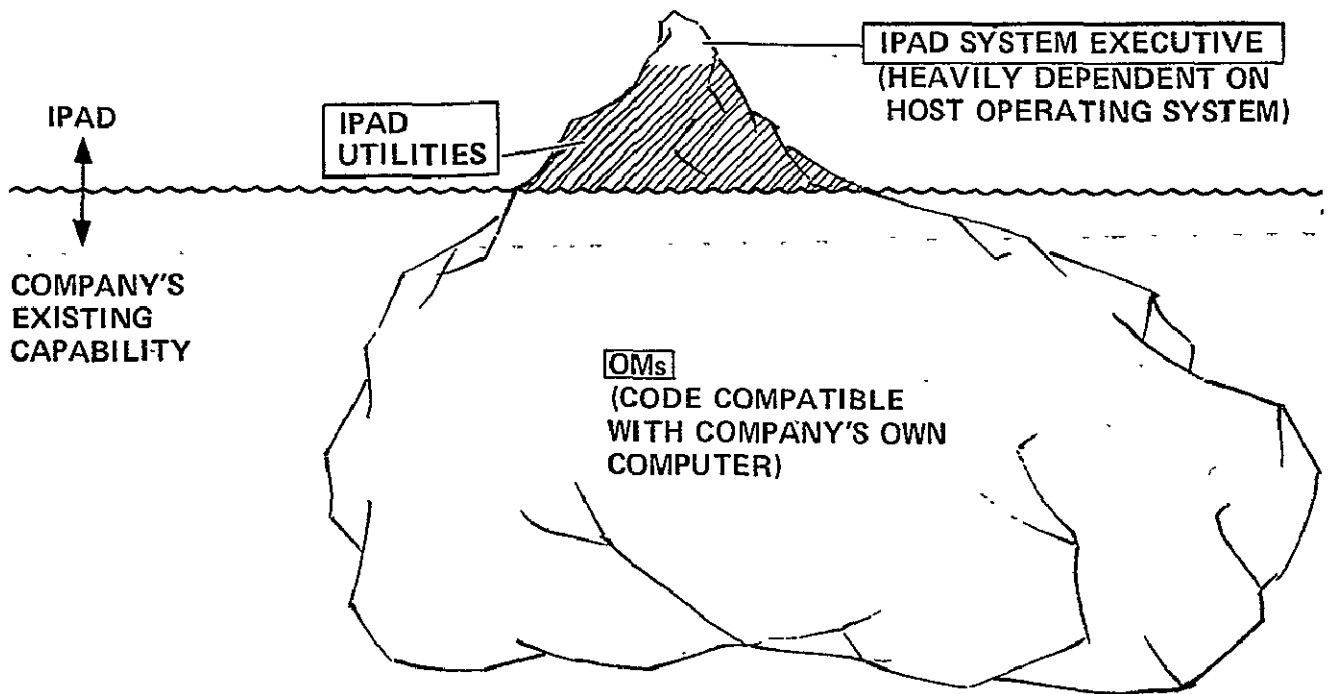 IPAD SYSTEM EXECUTIVE
(HEAVILY DEPENDENT ON
HOST OPERATING SYSTEM)
IPAD
IPAD
UTILITIES
COMPANY'S
EXISTING
CAPABILITY
OMs
(CODE COMPATIBLE
WITH COMPANY'S OWN
COMPUTER)